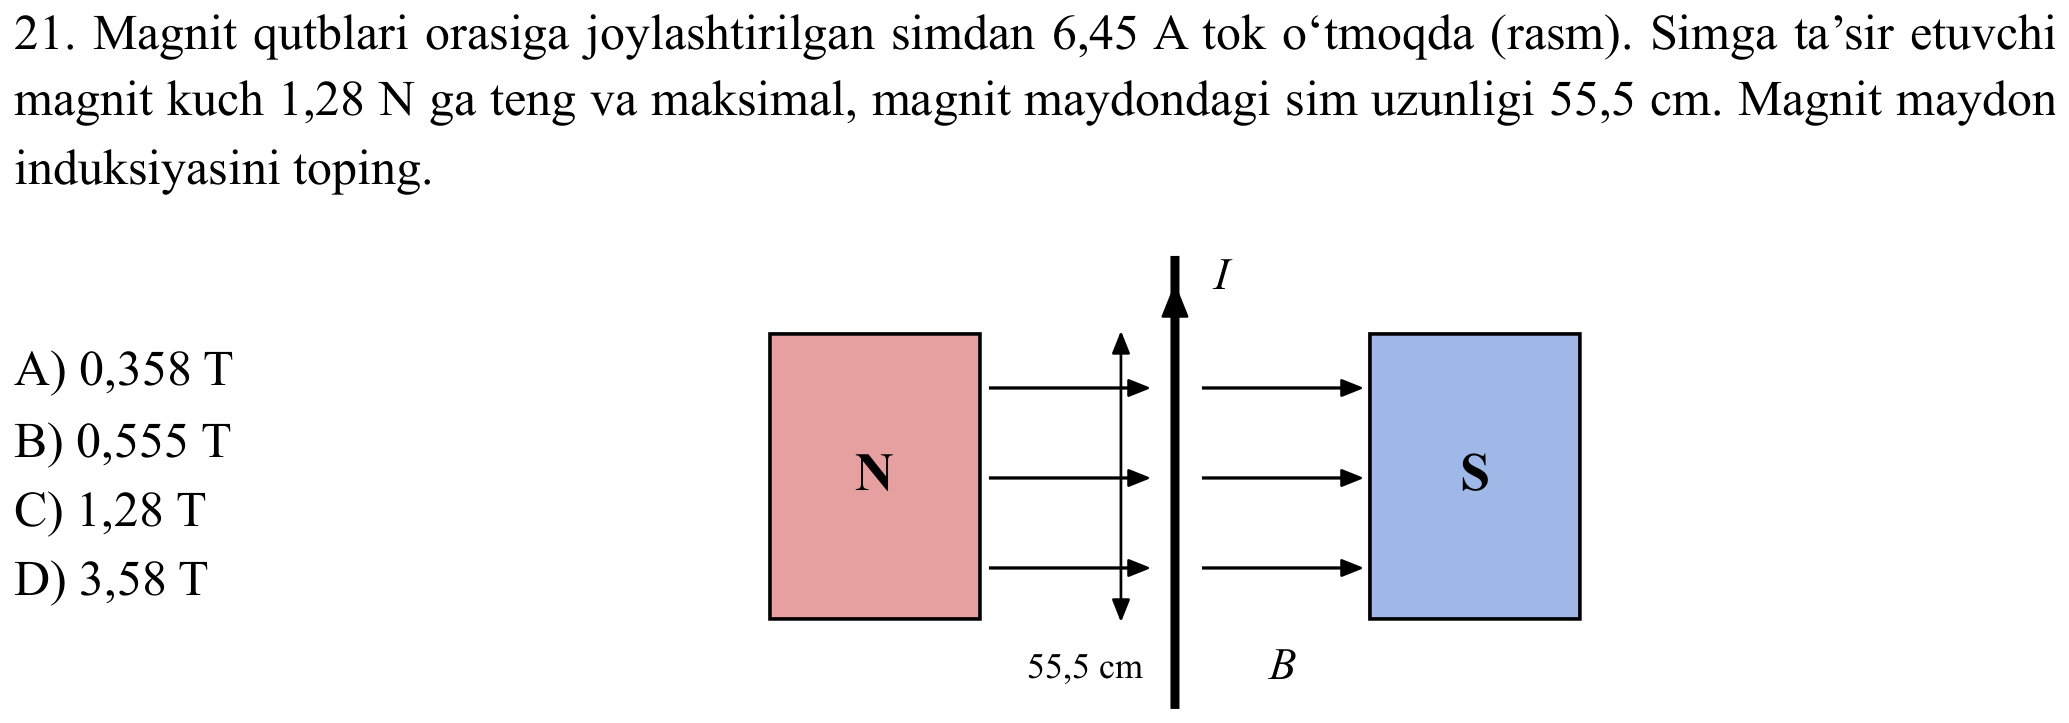 21. Magnit qutblari orasiga joylashtirilgan simdan 6,45 A tok o‘tmoqda (rasm). Simga ta’sir etuvchi
magnit kuch 1,28 N ga teng va maksimal, magnit maydondagi sim uzunligi 55,5 cm. Magnit maydon
induksiyasini toping.
I
A) 0,358 T
B) 0,555 T
C) 1,28 T
D) 3,58 T
N
S
55,5 cm
B